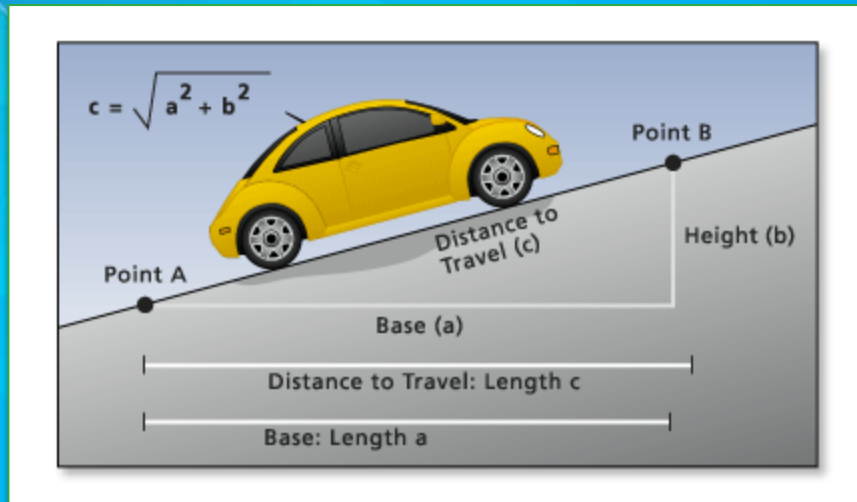 c = √a² + b²
Point B
Distance to
Travel (c)
Height (b)
Point A
Base (a)
Distance to Travel: Length c
Base: Length a